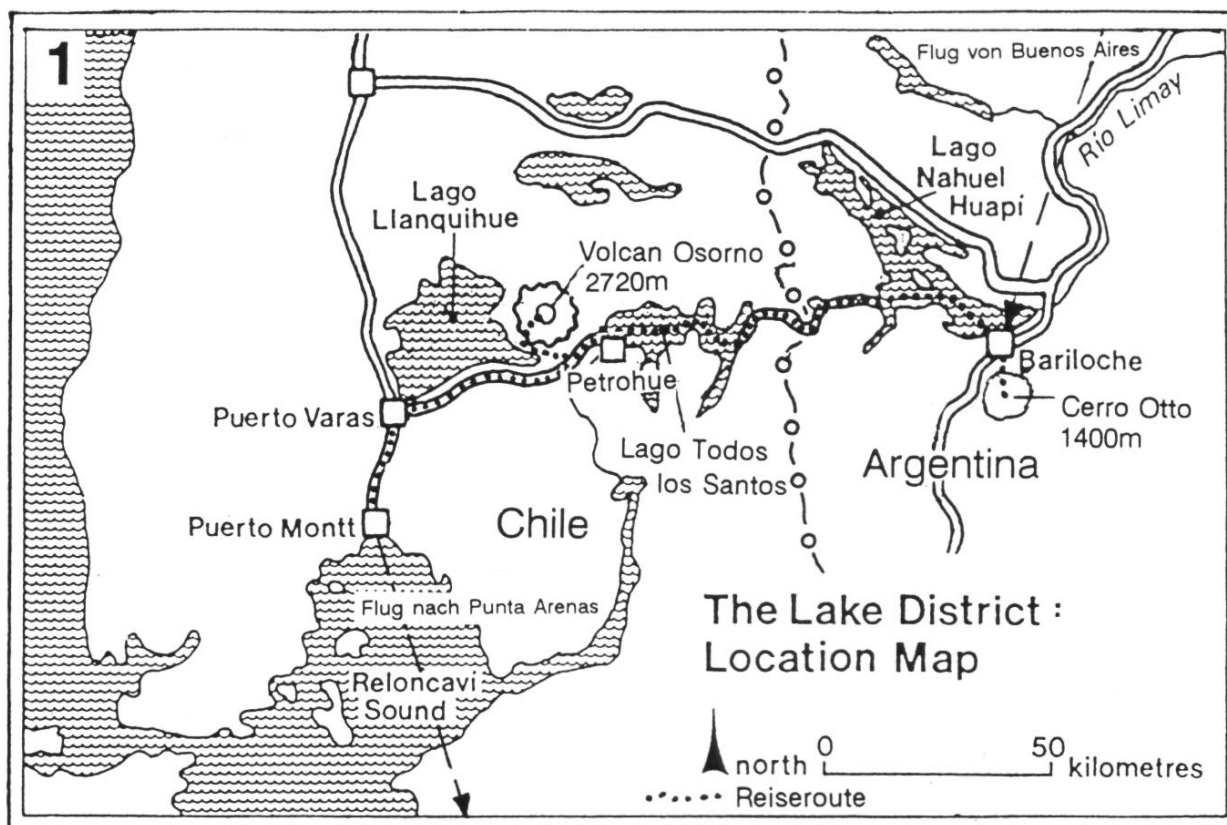 1
Flug von Buenos Aires
Río Limay
Lago
Nahuel
Huapí
Lago
Llanquihue
Volcan Osorno
2720m
Petrohue
Bariloche
Puerto Varas
Cerro Otto
1400m
Lago Todos
los Santos
Argentina
Puerto Montt
Chile
Flug nach Punta Arenas
The Lake District :
Location Map
Reloncavi
Sound
north
0 50 kilometres
Reiseroute